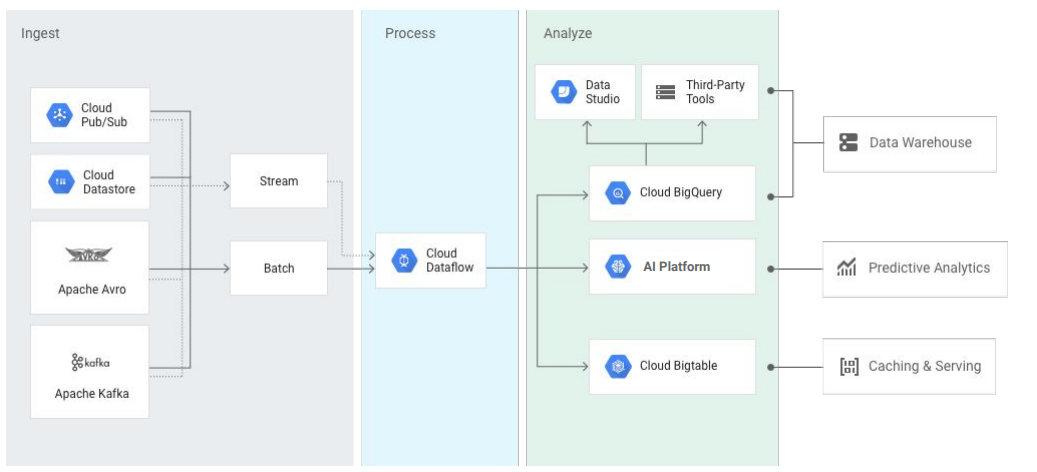 Ingest
Process
Analyze
Cloud
Pub/Sub
Cloud
Datastore
AVRO
Apache Avro
kafka
Apache Kafka
Stream
Batch
Cloud
Dataflow
Data
Studio
Third-Party
Tools
Cloud BigQuery
AI Platform
Cloud Bigtable
Data Warehouse
Predictive Analytics
Caching & Serving